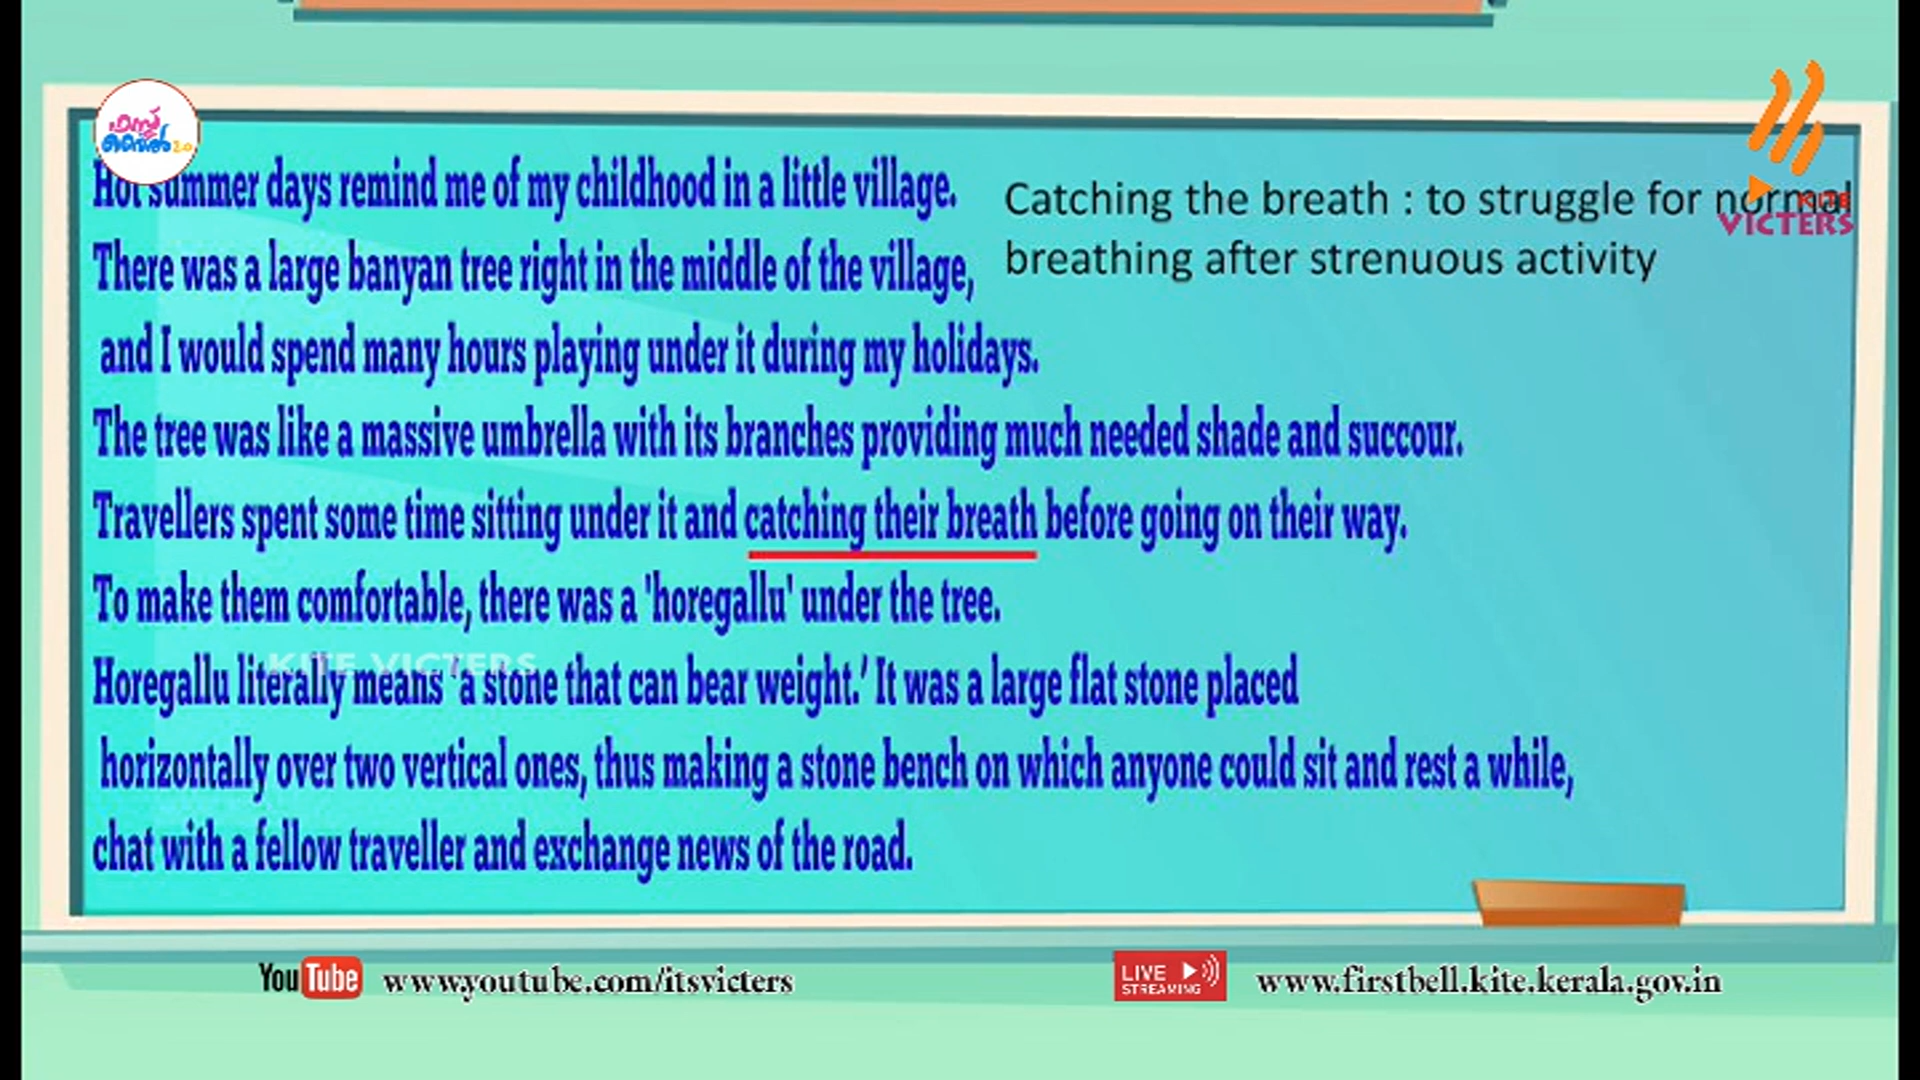 ഫസ്റ്റ്
ബെൽ 2.0
Hot summer days remind me of my childhood in a little village.
There was a large banyan tree right in the middle of the village,
and I would spend many hours playing under it during my holidays.
The tree was like a massive umbrella with its branches providing much needed shade and succour.
Travellers spent some time sitting under it and catching their breath before going on their way.
To make them comfortable, there was a 'horegallu' under the tree.
Horegallu literally means 'a stone that can bear weight.' It was a large flat stone placed
horizontally over two vertical ones, thus making a stone bench on which anyone could sit and rest a while,
chat with a fellow traveller and exchange news of the road.
Catching the breath : to struggle for normal
breathing after strenuous activity
KITE
VICTERS
KITE VICTERS
YouTube www.youtube.com/itsvicters
LIVE
STREAMING
www.firstbell.kite.kerala.gov.in